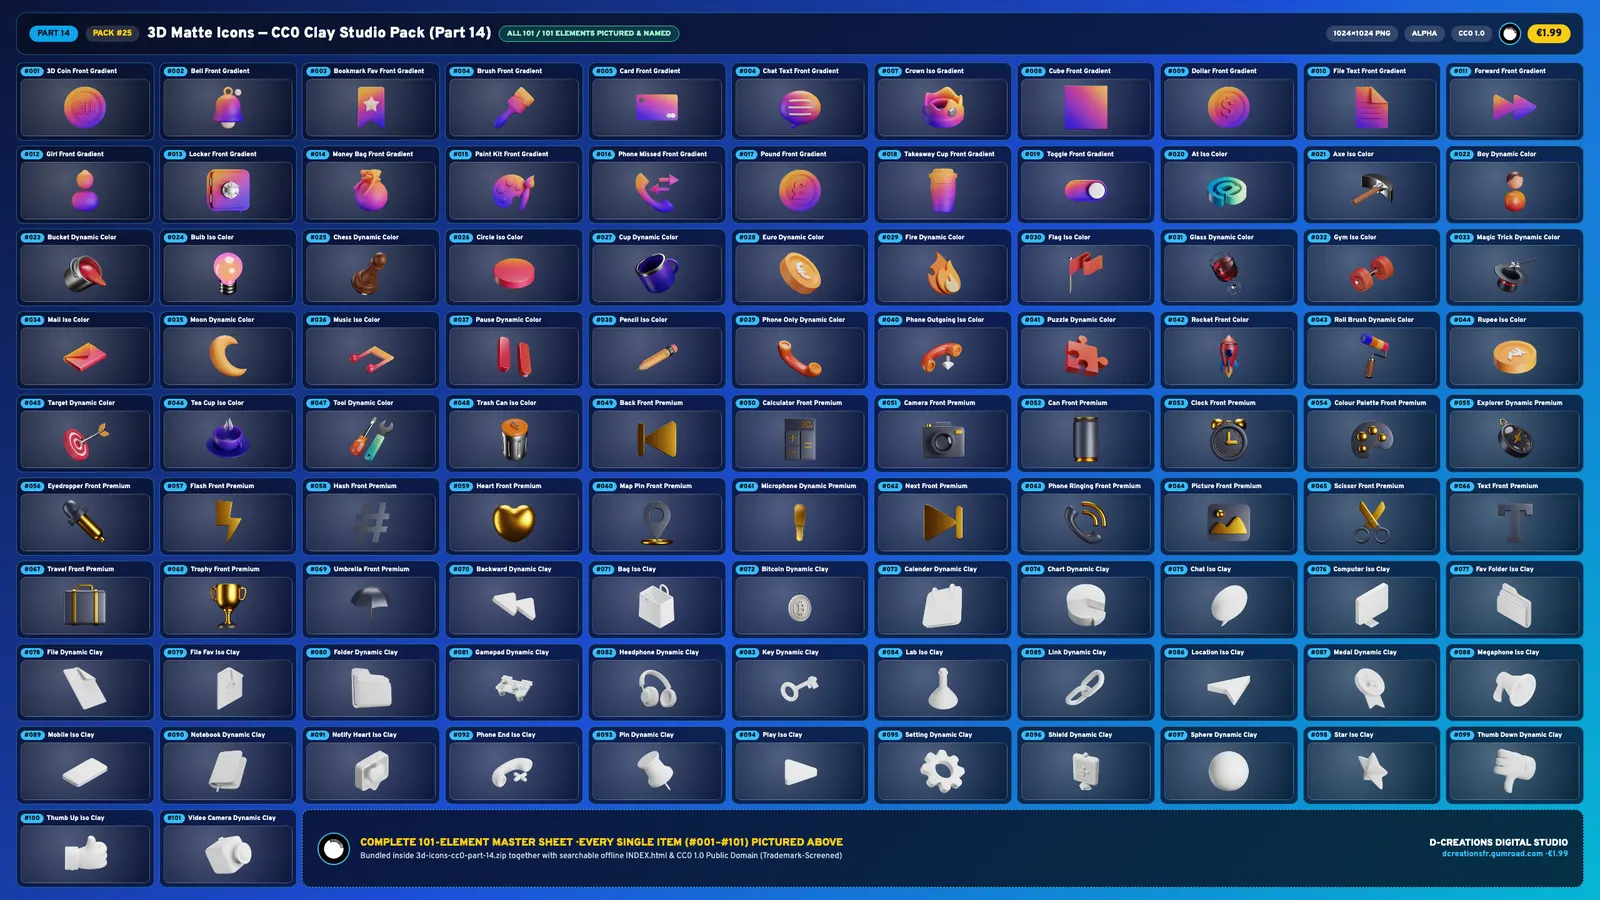 PART 14 PACK #25 3D Matte Icons – CC0 Clay Studio Pack (Part 14) ALL 101 / 101 ELEMENTS PICTURED & NAMED 1024×1024 PNG ALPHA CC0 1.0 €1.99
#001 3D Coin Front Gradient
#002 Bell Front Gradient
#003 Bookmark Fav Front Gradient
#004 Brush Front Gradient
#005 Card Front Gradient
#006 Chat Text Front Gradient
#007 Crown Iso Gradient
#008 Cube Front Gradient
#009 Dollar Front Gradient
#010 File Text Front Gradient
#011 Forward Front Gradient
#012 Girl Front Gradient
#013 Locker Front Gradient
#014 Money Bag Front Gradient
#015 Paint Kit Front Gradient
#016 Phone Missed Front Gradient
#017 Pound Front Gradient
#018 Takeaway Cup Front Gradient
#019 Toggle Front Gradient
#020 At Iso Color
#021 Axe Iso Color
#022 Boy Dynamic Color
#023 Bucket Dynamic Color
#024 Bulb Iso Color
#025 Chess Dynamic Color
#026 Circle Iso Color
#027 Cup Dynamic Color
#028 Euro Dynamic Color
#029 Fire Dynamic Color
#030 Flag Iso Color
#031 Glass Dynamic Color
#032 Gym Iso Color
#033 Magic Trick Dynamic Color
#034 Mail Iso Color
#035 Moon Dynamic Color
#036 Music Iso Color
#037 Pause Dynamic Color
#038 Pencil Iso Color
#039 Phone Only Dynamic Color
#040 Phone Outgoing Iso Color
#041 Puzzle Dynamic Color
#042 Rocket Front Color
#043 Roll Brush Dynamic Color
#044 Rupee Iso Color
#045 Target Dynamic Color
#046 Tea Cup Iso Color
#047 Tool Dynamic Color
#048 Trash Can Iso Color
#049 Back Front Premium
#050 Calculator Front Premium
#051 Camera Front Premium
#052 Can Front Premium
#053 Clock Front Premium
#054 Colour Palette Front Premium
#055 Explorer Dynamic Premium
#056 Eyedropper Front Premium
#057 Flash Front Premium
#058 Hash Front Premium
#059 Heart Front Premium
#060 Map Pin Front Premium
#061 Microphone Dynamic Premium
#062 Next Front Premium
#063 Phone Ringing Front Premium
#064 Picture Front Premium
#065 Scissor Front Premium
#066 Text Front Premium
#067 Travel Front Premium
#068 Trophy Front Premium
#069 Umbrella Front Premium
#070 Backward Dynamic Clay
#071 Bag Iso Clay
#072 Bitcoin Dynamic Clay
#073 Calender Dynamic Clay
#074 Chart Dynamic Clay
#075 Chat Iso Clay
#076 Computer Iso Clay
#077 Fav Folder Iso Clay
#078 File Dynamic Clay
#079 File Fav Iso Clay
#080 Folder Dynamic Clay
#081 Gamepad Dynamic Clay
#082 Headphone Dynamic Clay
#083 Key Dynamic Clay
#084 Lab Iso Clay
#085 Link Dynamic Clay
#086 Location Iso Clay
#087 Medal Dynamic Clay
#088 Megaphone Iso Clay
#089 Mobile Iso Clay
#090 Notebook Dynamic Clay
#091 Notify Heart Iso Clay
#092 Phone End Iso Clay
#093 Pin Dynamic Clay
#094 Play Iso Clay
#095 Setting Dynamic Clay
#096 Shield Dynamic Clay
#097 Sphere Dynamic Clay
#098 Star Iso Clay
#099 Thumb Down Dynamic Clay
#100 Thumb Up Iso Clay
#101 Video Camera Dynamic Clay
COMPLETE 101-ELEMENT MASTER SHEET · EVERY SINGLE ITEM (#001–#101) PICTURED ABOVE
Bundled inside 3d-icons-cc0-part-14.zip together with searchable offline INDEX.html & CC0 1.0 Public Domain (Trademark-Screened)
D-CREATIONS DIGITAL STUDIO
dcreationsfr.gumroad.com · €1.99